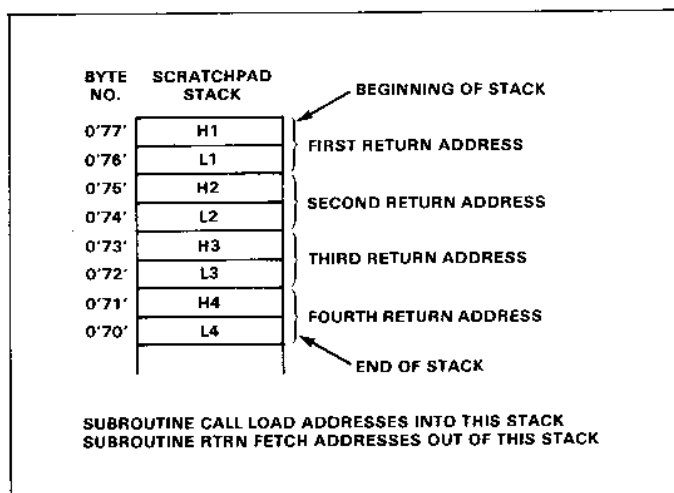 BYTE NO. SCRATCHPAD STACK
BEGINNING OF STACK
0'77' H1
FIRST RETURN ADDRESS
0'76' L1
0'75' H2
SECOND RETURN ADDRESS
0'74' L2
0'73' H3
THIRD RETURN ADDRESS
0'72' L3
0'71' H4
FOURTH RETURN ADDRESS
0'70' L4
END OF STACK
SUBROUTINE CALL LOAD ADDRESSES INTO THIS STACK
SUBROUTINE RTRN FETCH ADDRESSES OUT OF THIS STACK